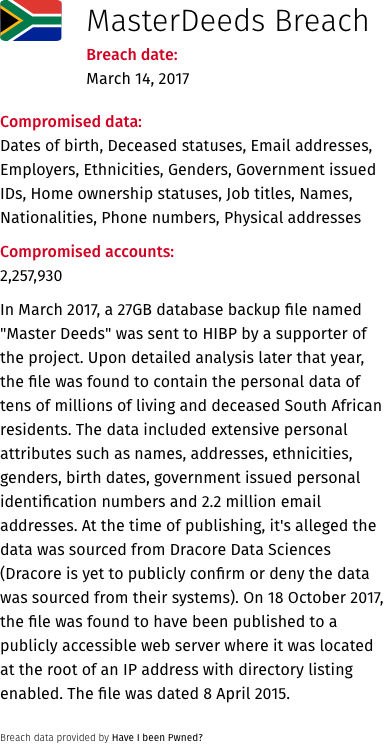 MasterDeeds Breach
Breach date:
March 14, 2017
Compromised data:
Dates of birth, Deceased statuses, Email addresses,
Employers, Ethnicities, Genders, Government issued
IDs, Home ownership statuses, Job titles, Names,
Nationalities, Phone numbers, Physical addresses
Compromised accounts:
2,257,930
In March 2017, a 27GB database backup file named
"Master Deeds" was sent to HIBP by a supporter of
the project. Upon detailed analysis later that year,
the file was found to contain the personal data of
tens of millions of living and deceased South African
residents. The data included extensive personal
attributes such as names, addresses, ethnicities,
genders, birth dates, government issued personal
identification numbers and 2.2 million email
addresses. At the time of publishing, it's alleged the
data was sourced from Dracore Data Sciences
(Dracore is yet to publicly confirm or deny the data
was sourced from their systems). On 18 October 2017,
the file was found to have been published to a
publicly accessible web server where it was located
at the root of an IP address with directory listing
enabled. The file was dated 8 April 2015.
Breach data provided by Have I been Pwned?